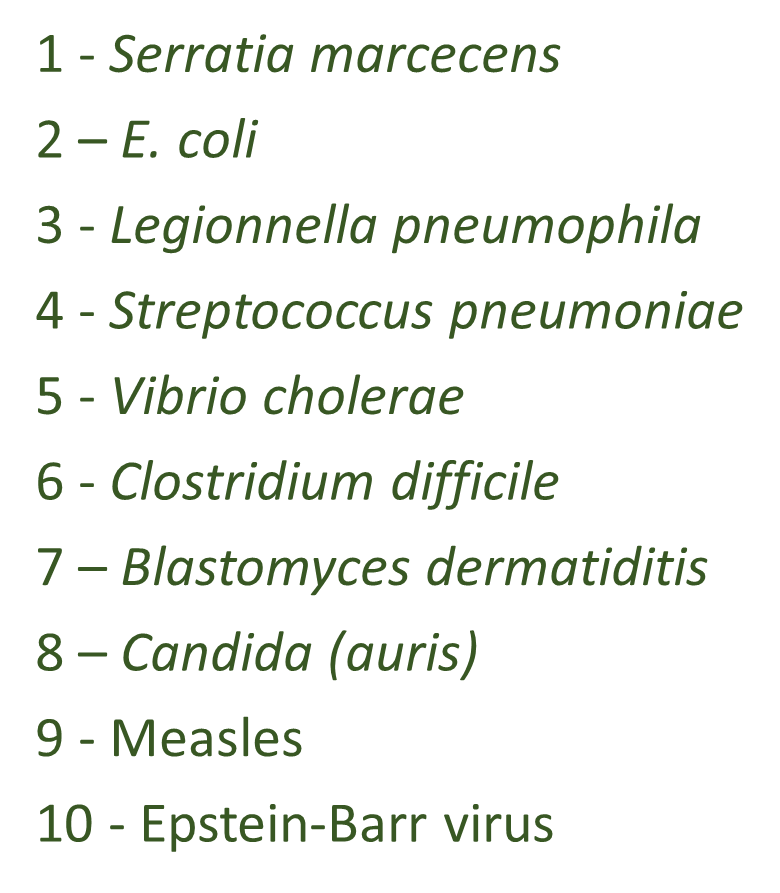 1 - Serratia marcecens
2 – E. coli
3 - Legionnella pneumophila
4 - Streptococcus pneumoniae
5 - Vibrio cholerae
6 - Clostridium difficile
7 – Blastomyces dermatiditis
8 – Candida (auris)
9 - Measles
10 - Epstein-Barr virus